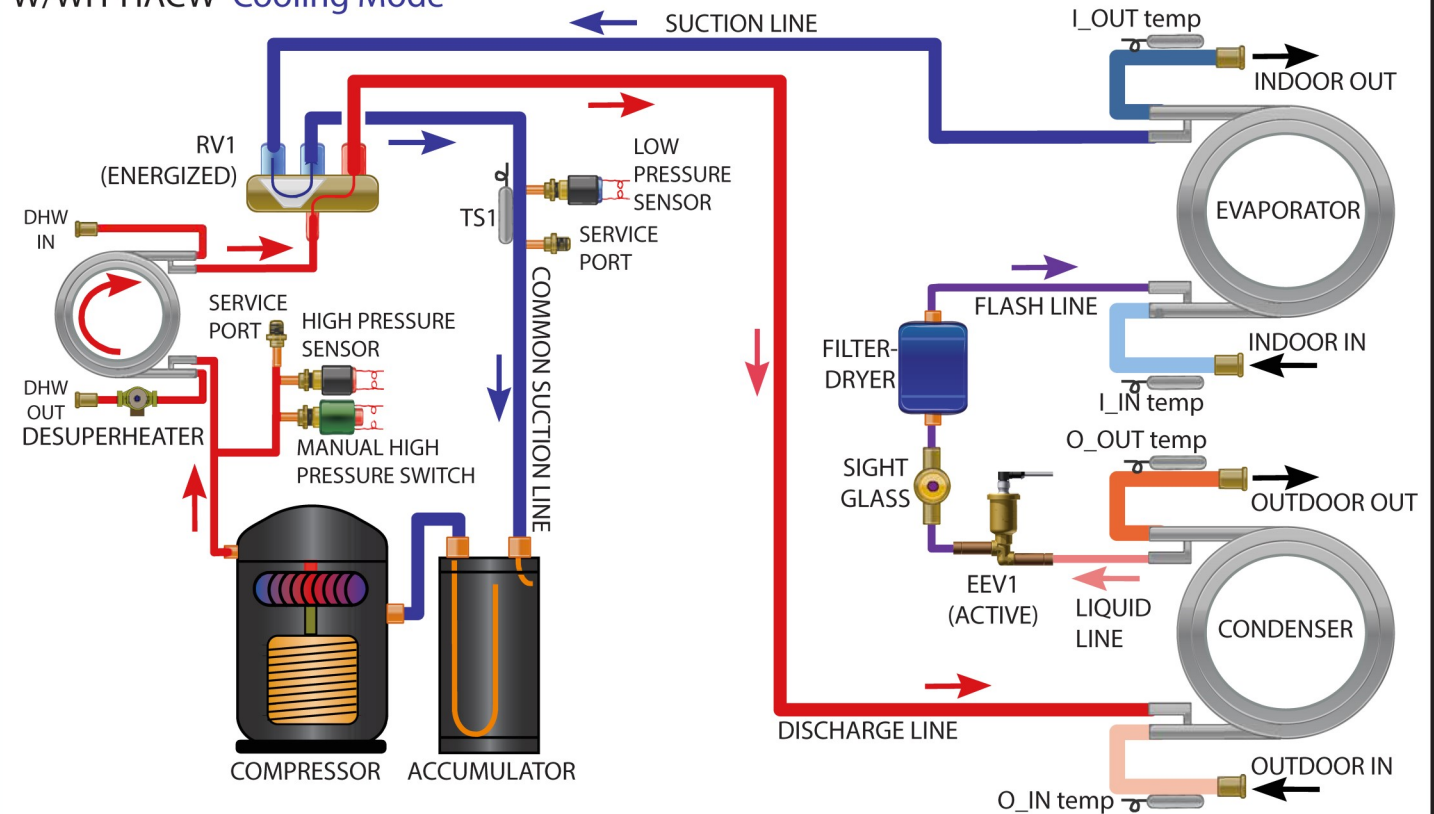 Cooling Mode
SUCTION LINE
I_OUT temp
INDOOR OUT
RV1
(ENERGIZED)
LOW
PRESSURE
SENSOR
TS1
SERVICE
PORT
DHW
IN
EVAPORATOR
COMMON SUCTION LINE
SERVICE
PORT
HIGH PRESSURE
SENSOR
FLASH LINE
FILTER-
DRYER
INDOOR IN
I_IN temp
DHW
OUT
DESUPERHEATER
MANUAL HIGH
PRESSURE SWITCH
O_OUT temp
SIGHT
GLASS
OUTDOOR OUT
EEV1
(ACTIVE)
LIQUID
LINE
CONDENSER
DISCHARGE LINE
COMPRESSOR
ACCUMULATOR
OUTDOOR IN
O_IN temp